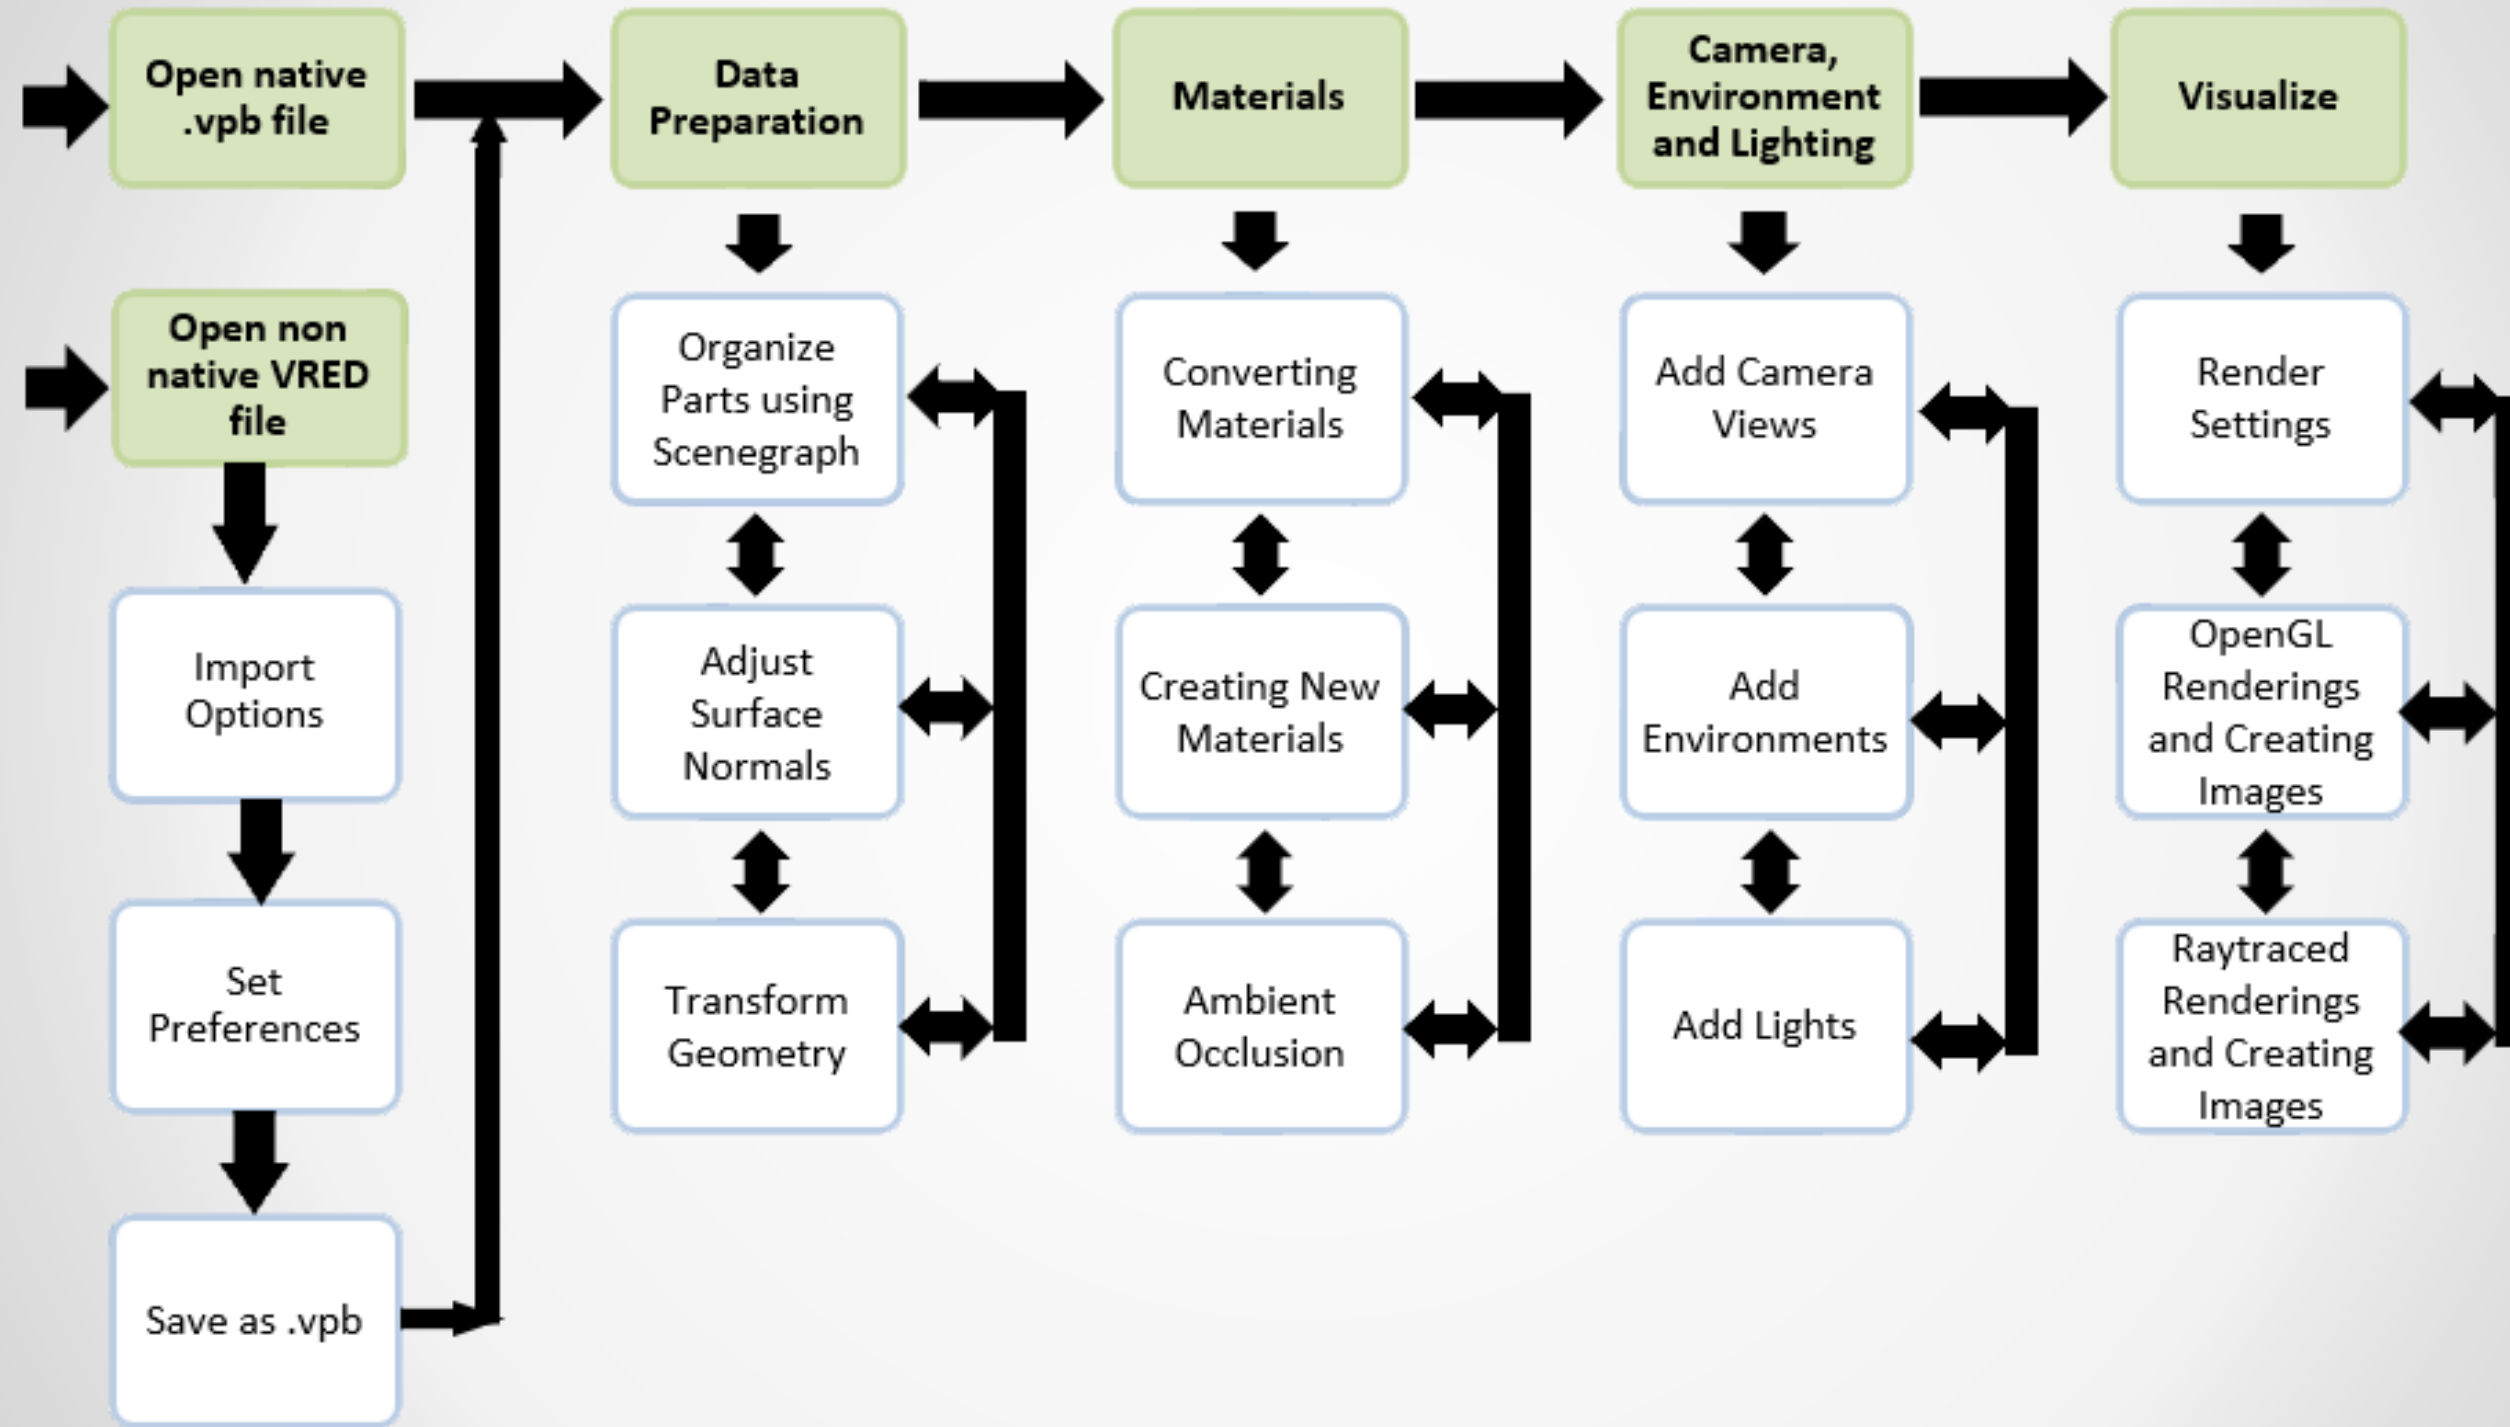 Open native
.vpb file
Data
Preparation
Materials
Camera,
Environment
and Lighting
Visualize
Open non
native VRED
file
Import
Options
Set
Preferences
Save as .vpb
Organize
Parts using
Scenegraph
Adjust
Surface
Normals
Transform
Geometry
Converting
Materials
Creating New
Materials
Ambient
Occlusion
Add Camera
Views
Add
Environments
Add Lights
Render
Settings
OpenGL
Renderings
and Creating
Images
Raytraced
Renderings
and Creating
Images